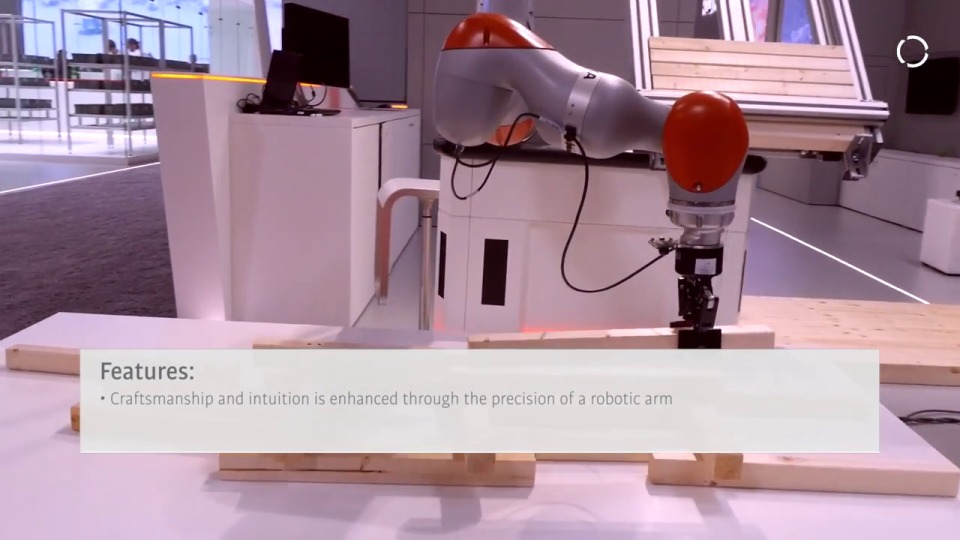 Features:
• Craftsmanship and intuition is enhanced through the precision of a robotic arm